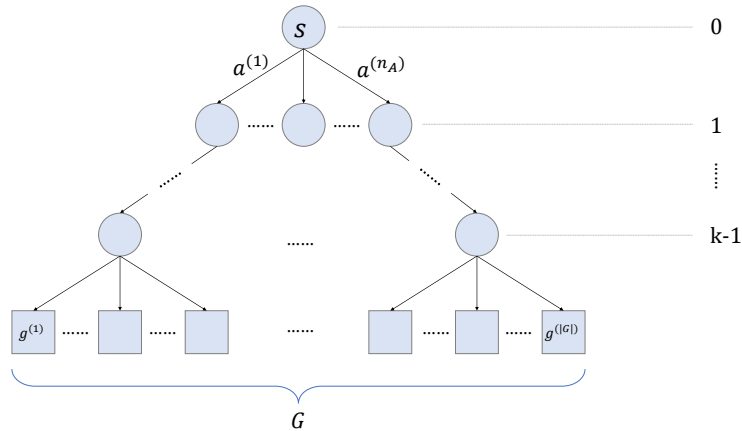 S 0
a^{(1)} a^{(n_A)}
...... ...... 1
...... ...... ......
...... k-1
g^{(1)} ...... ...... ...... ...... ...... g^{(|G|)}
G